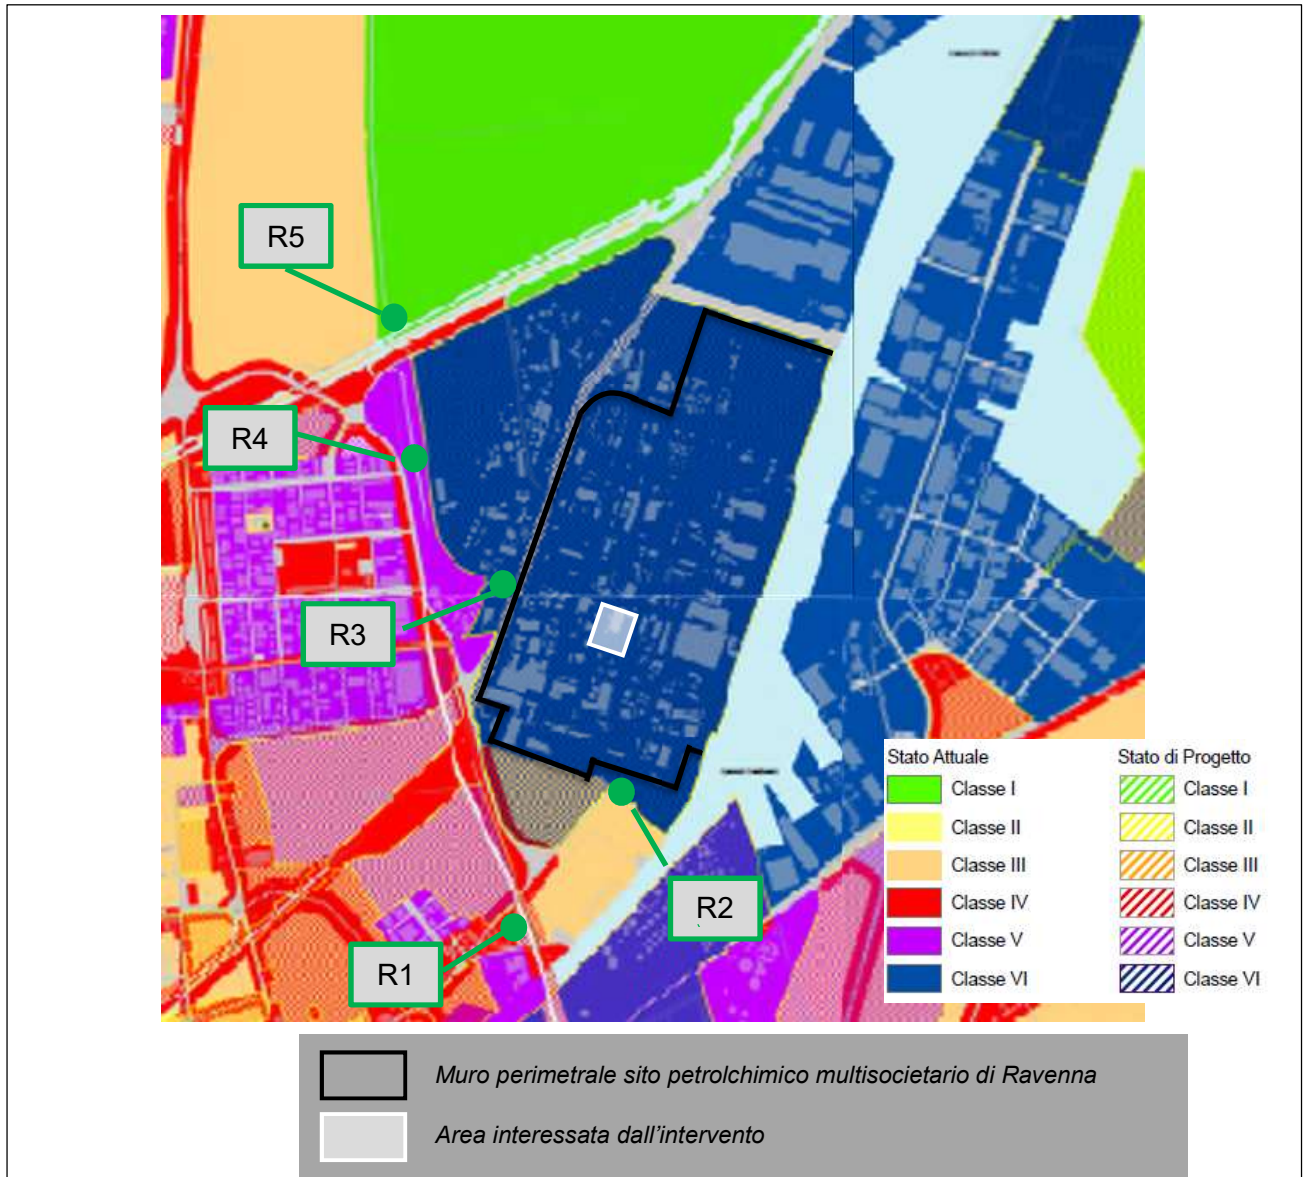 R5
R4
R3
R2
R1
Stato Attuale
Classe I
Classe II
Classe III
Classe IV
Classe V
Classe VI
Stato di Progetto
Classe I
Classe II
Classe III
Classe IV
Classe V
Classe VI
Muro perimetrale sito petrolchimico multisocietario di Ravenna
Area interessata dall'intervento